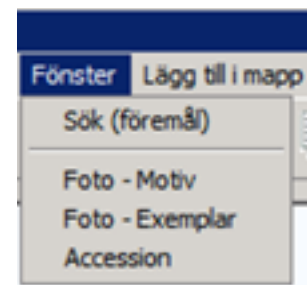 Fönster Lägg till i mapp
Sök (föremål)
Foto - Motiv
Foto - Exemplar
Accession